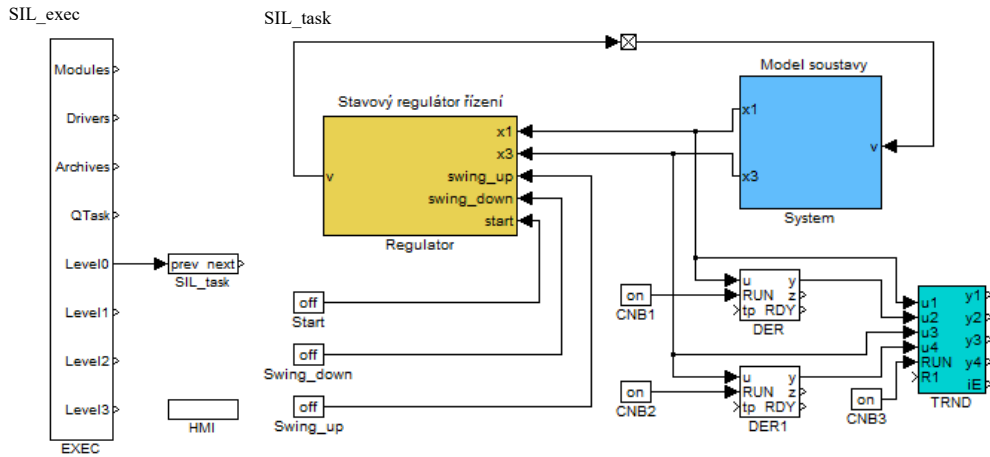 SIL_exec
Modules
Drivers
Archives
QTask
Level0
Level1
Level2
Level3
EXEC
prev next
SIL_task
HMI
SIL_task
Stavový regulátor řízení
v
x1
x3
swing_up
swing_down
start
Regulator
Model soustavy
x1
x3
v
System
off
Start
off
Swing_down
off
Swing_up
on
CNB1
u y
RUN z
tp RDY
DER
on
CNB2
u y
RUN z
tp RDY
DER1
on
CNB3
u1 y1
u2 y2
u3 y3
u4 y4
RUN
R1 iE
TRND